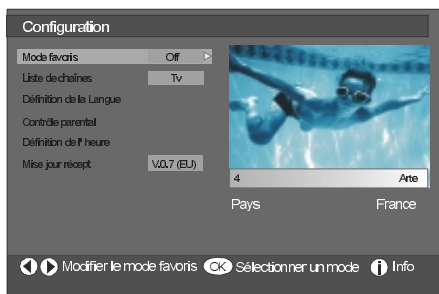 Configuration
Mode favoris Off
Liste de chaînes Tv
Définition de la Langue
Contrôle parental
Définition de l'heure
Mise jour récept V.0.7 (EU)
4 Arte
Pays France
Modifier le mode favoris OK Sélectionner un mode i Info